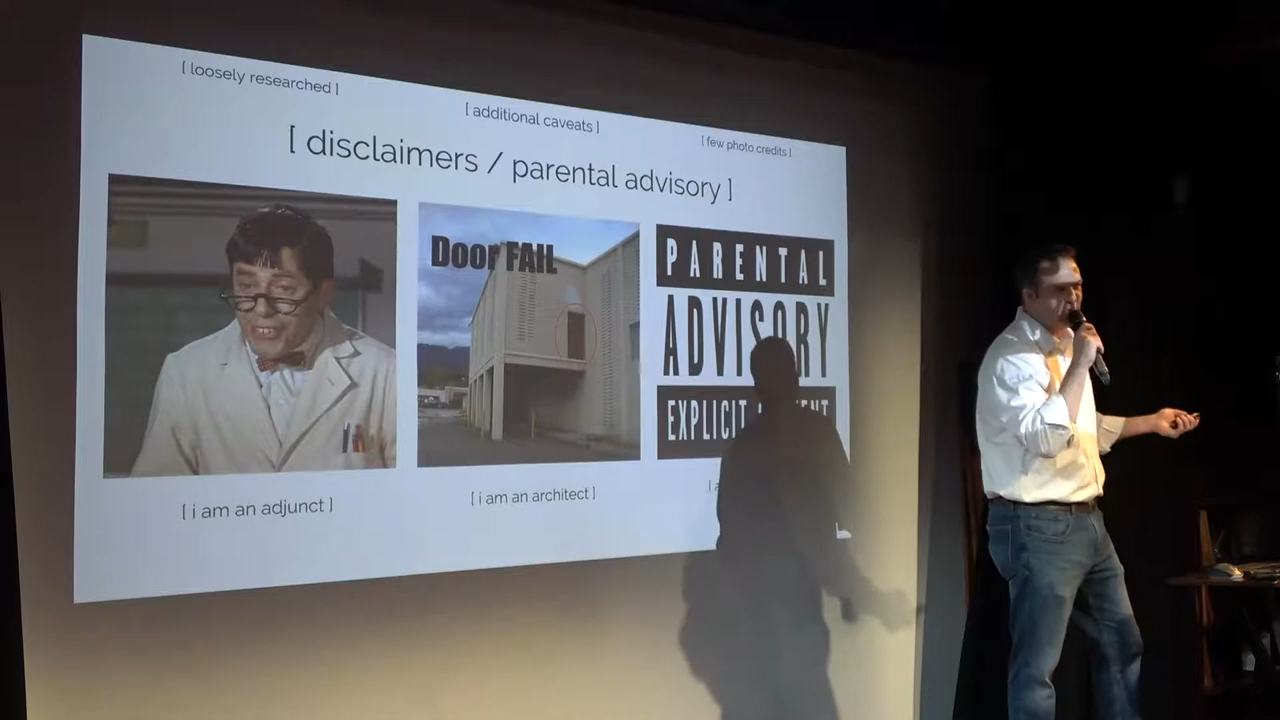 [ loosely researched ]
[ additional caveats ]
[ few photo credits ]
[ disclaimers / parental advisory ]
Door FAIL
PARENTAL
ADVISORY
EXPLICIT
[ i am an adjunct ]
[ i am an architect ]